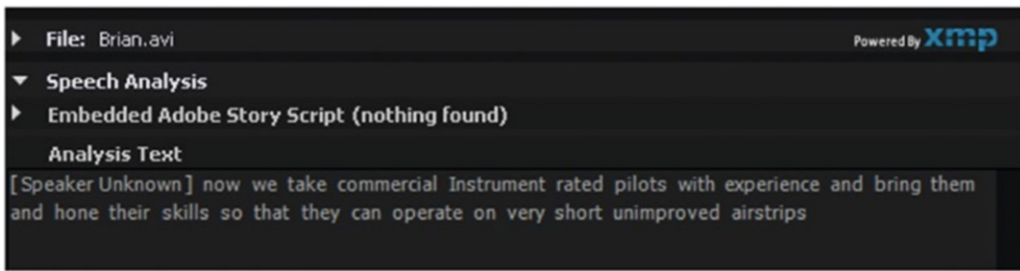 File: Brian.avi Powered By xmp
Speech Analysis
Embedded Adobe Story Script (nothing found)
Analysis Text
[Speaker Unknown] now we take commercial Instrument rated pilots with experience and bring them
and hone their skills so that they can operate on very short unimproved airstrips